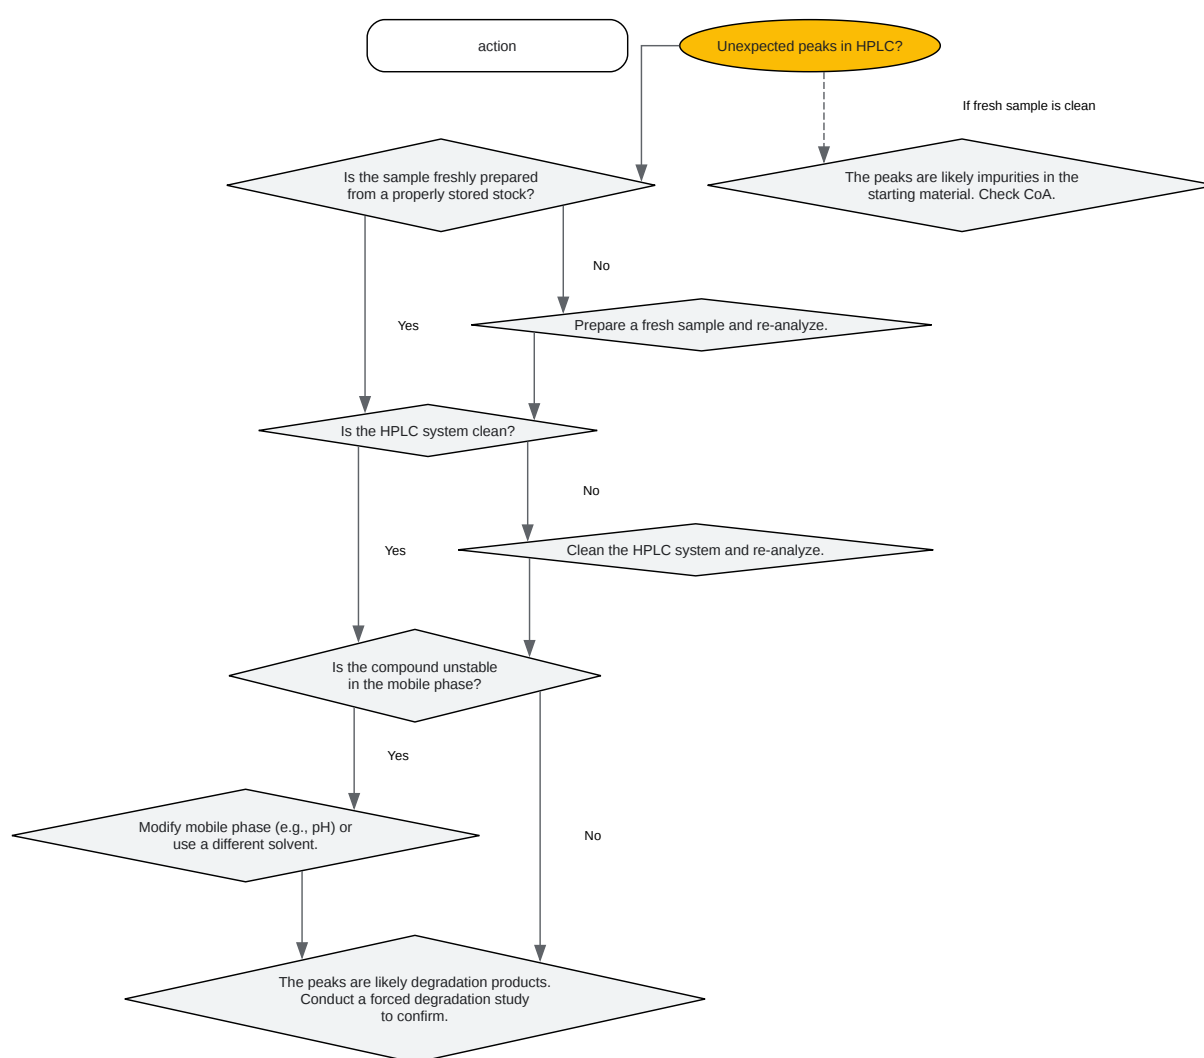 action
Unexpected peaks in HPLC?
If fresh sample is clean
Is the sample freshly prepared
from a properly stored stock?
The peaks are likely impurities in the
starting material. Check CoA.
No
Prepare a fresh sample and re-analyze.
Yes
Is the HPLC system clean?
No
Clean the HPLC system and re-analyze.
Yes
Is the compound unstable
in the mobile phase?
Yes
Modify mobile phase (e.g., pH) or
use a different solvent.
No
The peaks are likely degradation products.
Conduct a forced degradation study
to confirm.